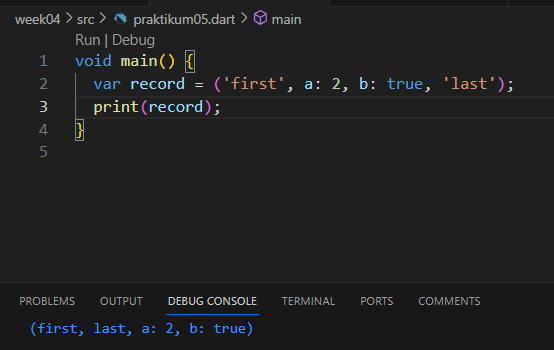 week04 > src > praktikum05.dart > main
Run | Debug
1 void main() {
2   var record = ('first', a: 2, b: true, 'last');
3   print(record);
4 }
5
PROBLEMS OUTPUT DEBUG CONSOLE TERMINAL PORTS COMMENTS
(first, last, a: 2, b: true)